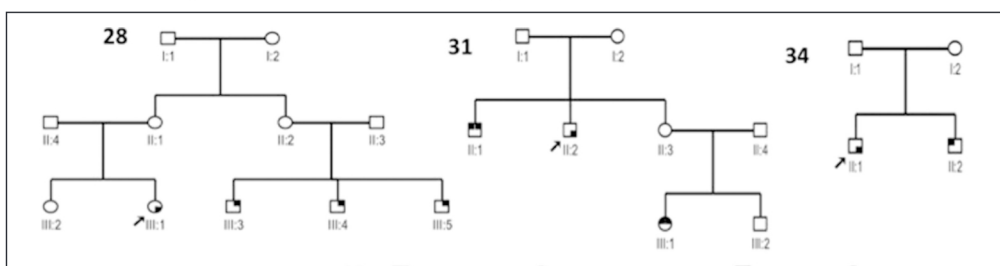 28
I:1 I:2
II:4 II:1 II:2 II:3
III:2 III:1 III:3 III:4 III:5
31
I:1 I:2
II:1 II:2 II:3 II:4
III:1 III:2
34
I:1 I:2
II:1 II:2